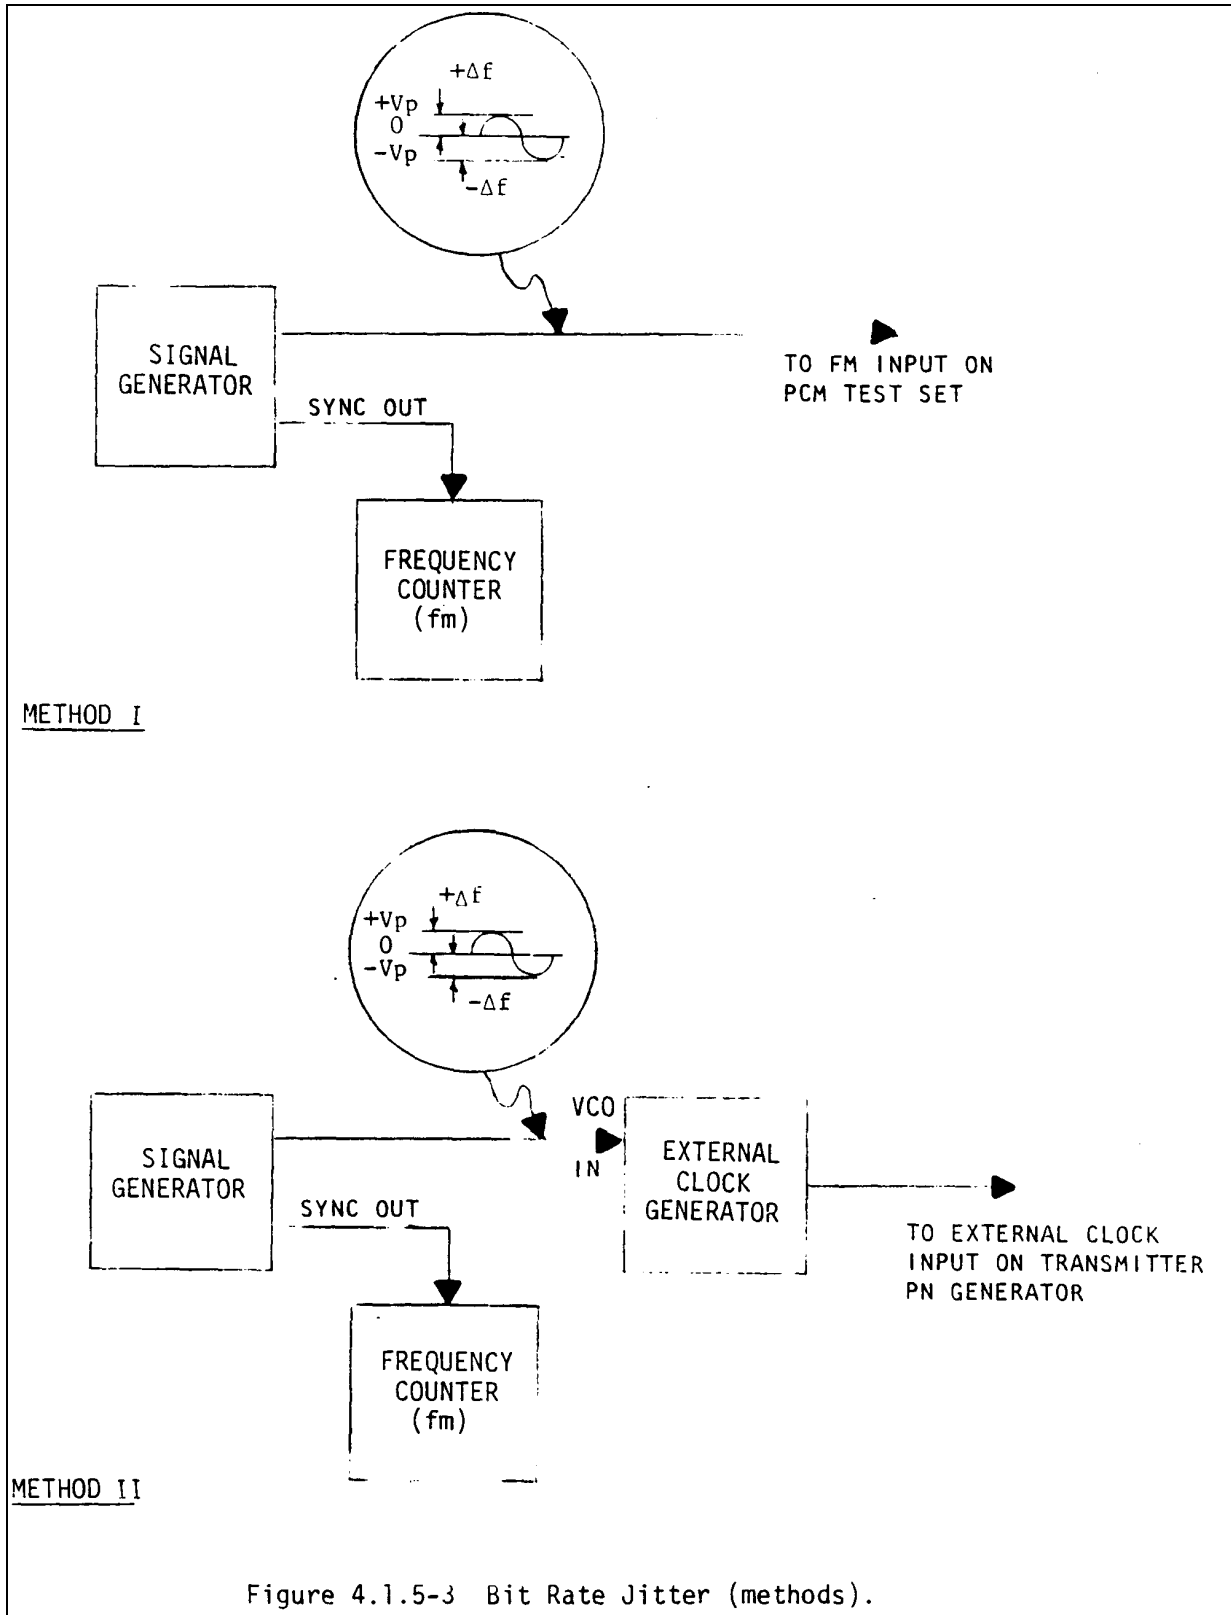 +Δf
+Vp
0
-Vp
-Δf
SIGNAL
GENERATOR
SYNC OUT
TO FM INPUT ON
PCM TEST SET
FREQUENCY
COUNTER
(fm)
METHOD I
+Δf
+Vp
0
-Vp
-Δf
SIGNAL
GENERATOR
SYNC OUT
VCO
IN
EXTERNAL
CLOCK
GENERATOR
TO EXTERNAL CLOCK
INPUT ON TRANSMITTER
PN GENERATOR
FREQUENCY
COUNTER
(fm)
METHOD II
Figure 4.1.5-3 Bit Rate Jitter (methods).